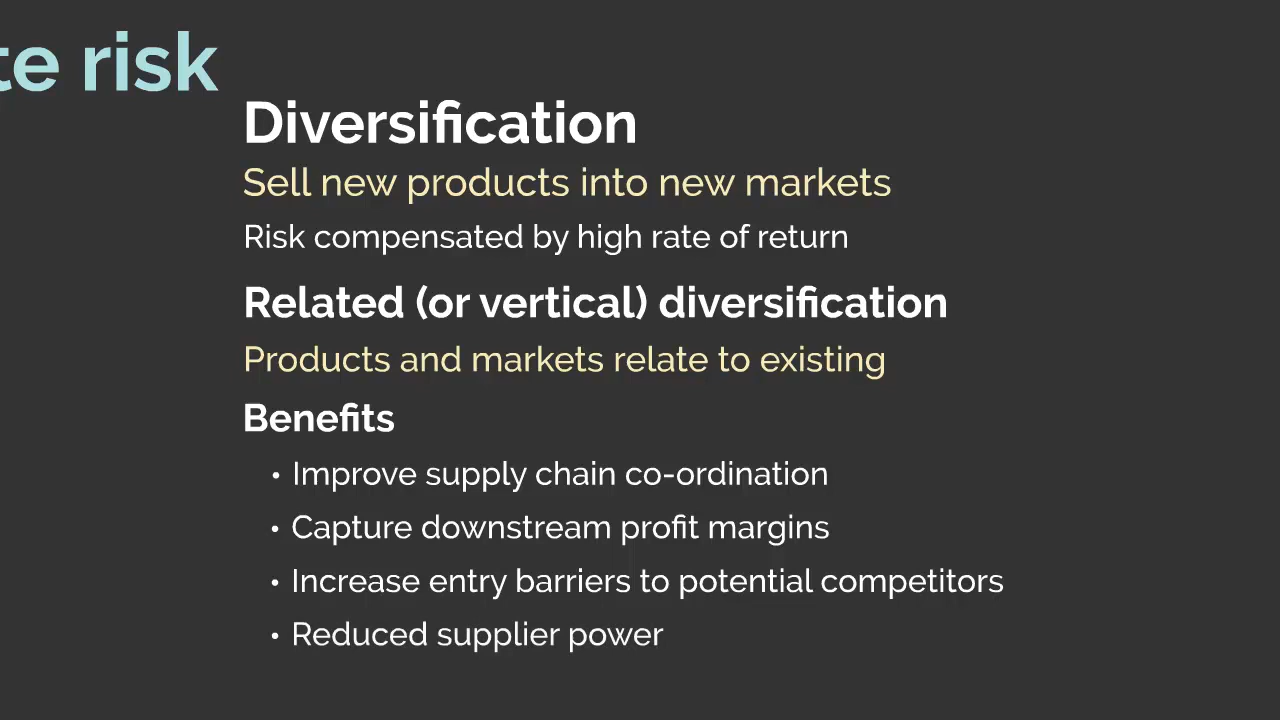 te risk
Diversification
Sell new products into new markets
Risk compensated by high rate of return
Related (or vertical) diversification
Products and markets relate to existing
Benefits
• Improve supply chain co-ordination
• Capture downstream profit margins
• Increase entry barriers to potential competitors
• Reduced supplier power